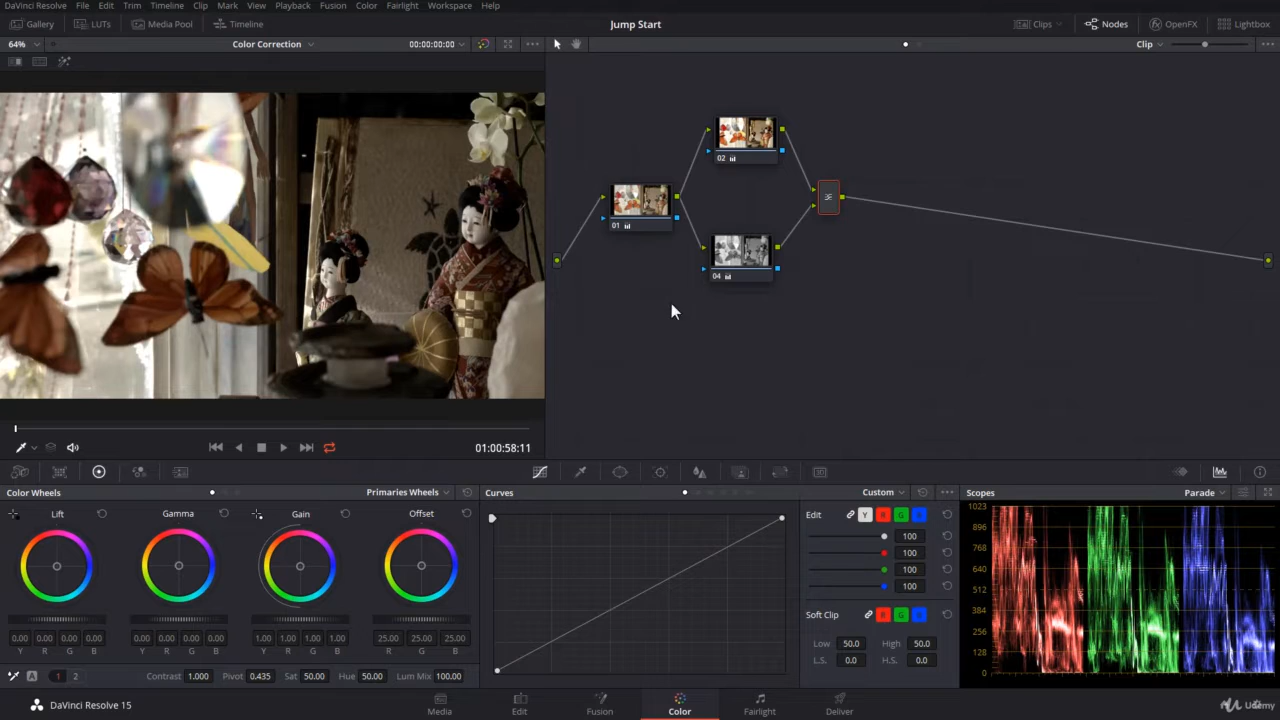 DaVinci Resolve File Edit Trim Timeline Clip Mark View Playback Fusion Color Fairlight Workspace Help
Gallery LUTs Media Pool Timeline Jump Start Clips Nodes OpenFX Lightbox
64% Color Correction 00:00:00:00 Clip
02
01
04
01:00:58:11
Color Wheels Primaries Wheels Curves Custom Scopes Parade
Lift Gamma Gain Offset Edit Y R G B 1023
896
100 768
100 640
100 512
100 384
Soft Clip R G B 256
0.00 0.00 0.00 0.00 0.00 0.00 0.00 0.00 1.00 1.00 1.00 1.00 25.00 25.00 25.00 Low 50.0 High 50.0 128
Y R G B Y R G B Y R G B R G B L.S. 0.0 H.S. 0.0 0
A 1 2 Contrast 1.000 Pivot 0.435 Sat 50.00 Hue 50.00 Lum Mix 100.00
DaVinci Resolve 15 Media Edit Fusion Color Fairlight Deliver Udemy